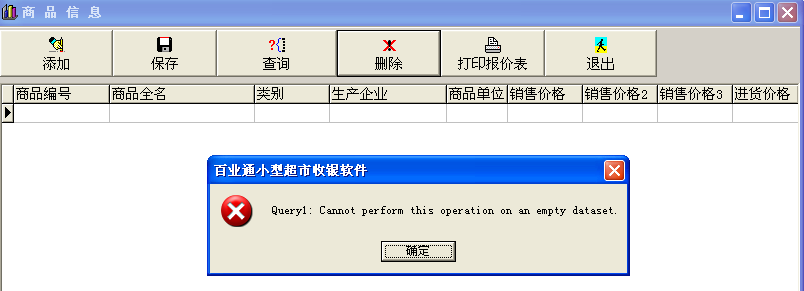 商 品 信 息
添加 保存 查询 删除 打印报价表 退出
商品编号 商品全名 类别 生产企业 商品单位 销售价格 销售价格2 销售价格3 进货价格
百业通小型超市收银软件
Query1: Cannot perform this operation on an empty dataset.
确定